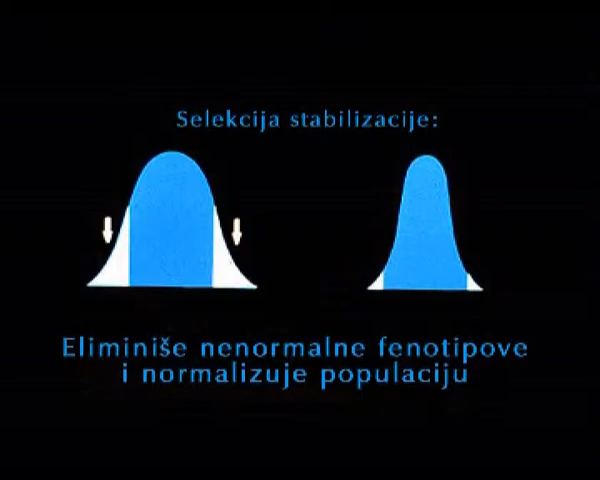 Selekcija stabilizacije:
Eliminiše nenormalne fenotipove
i normalizuje populaciju